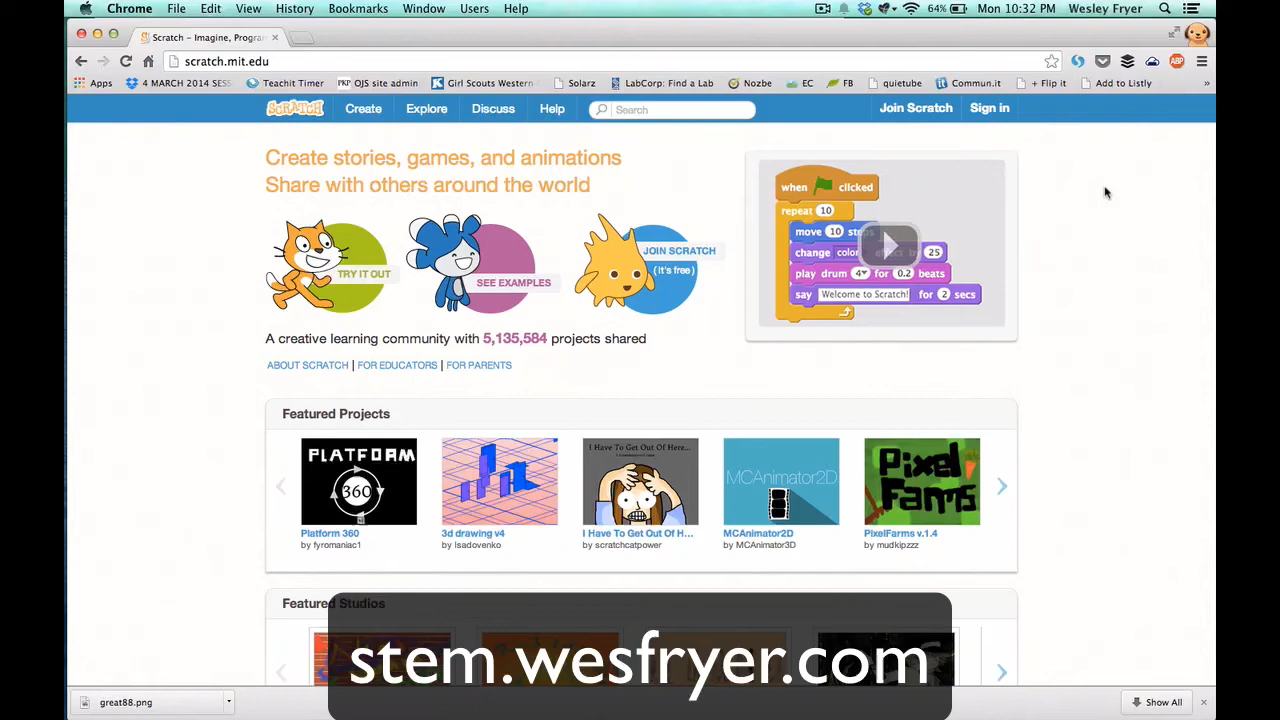 Chrome File Edit View History Bookmarks Window Users Help 64% Mon 10:32 PM Wesley Fryer
Scratch – Imagine, Progra
scratch.mit.edu
Apps 4 MARCH 2014 SESS Teachit Timer PKP OJS site admin Girl Scouts Western Solarz LabCorp: Find a Lab Nozbe EC FB quietube Commun.it + Flip it Add to Listly
SCRATCH Create Explore Discuss Help Search Join Scratch Sign in
Create stories, games, and animations
Share with others around the world
TRY IT OUT
SEE EXAMPLES
JOIN SCRATCH
(it's free)
when clicked
repeat 10
move 10 steps
change color by 25
play drum 4 for 0.2 beats
say Welcome to Scratch! for 2 secs
A creative learning community with 5,135,584 projects shared
ABOUT SCRATCH | FOR EDUCATORS | FOR PARENTS
Featured Projects
PLATFORM
360
I Have To Get Out Of Here...
MCAnimator2D
Pixel
Farms
Platform 360 3d drawing v4 I Have To Get Out Of H... MCAnimator2D PixelFarms v.1.4
by fyromaniac1 by lsadovenko by scratchcatpower by MCAnimator3D by mudkipzzz
Featured Studios
stem.wesfryer.com
great88.png Show All